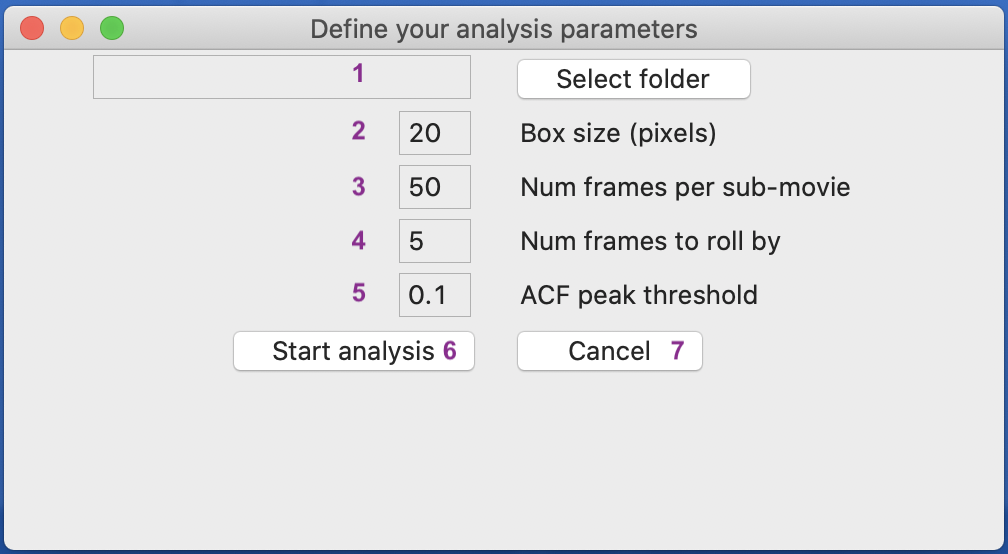 Define your analysis parameters
1 Select folder
2 20 Box size (pixels)
3 50 Num frames per sub-movie
4 5 Num frames to roll by
5 0.1 ACF peak threshold
Start analysis 6 Cancel 7